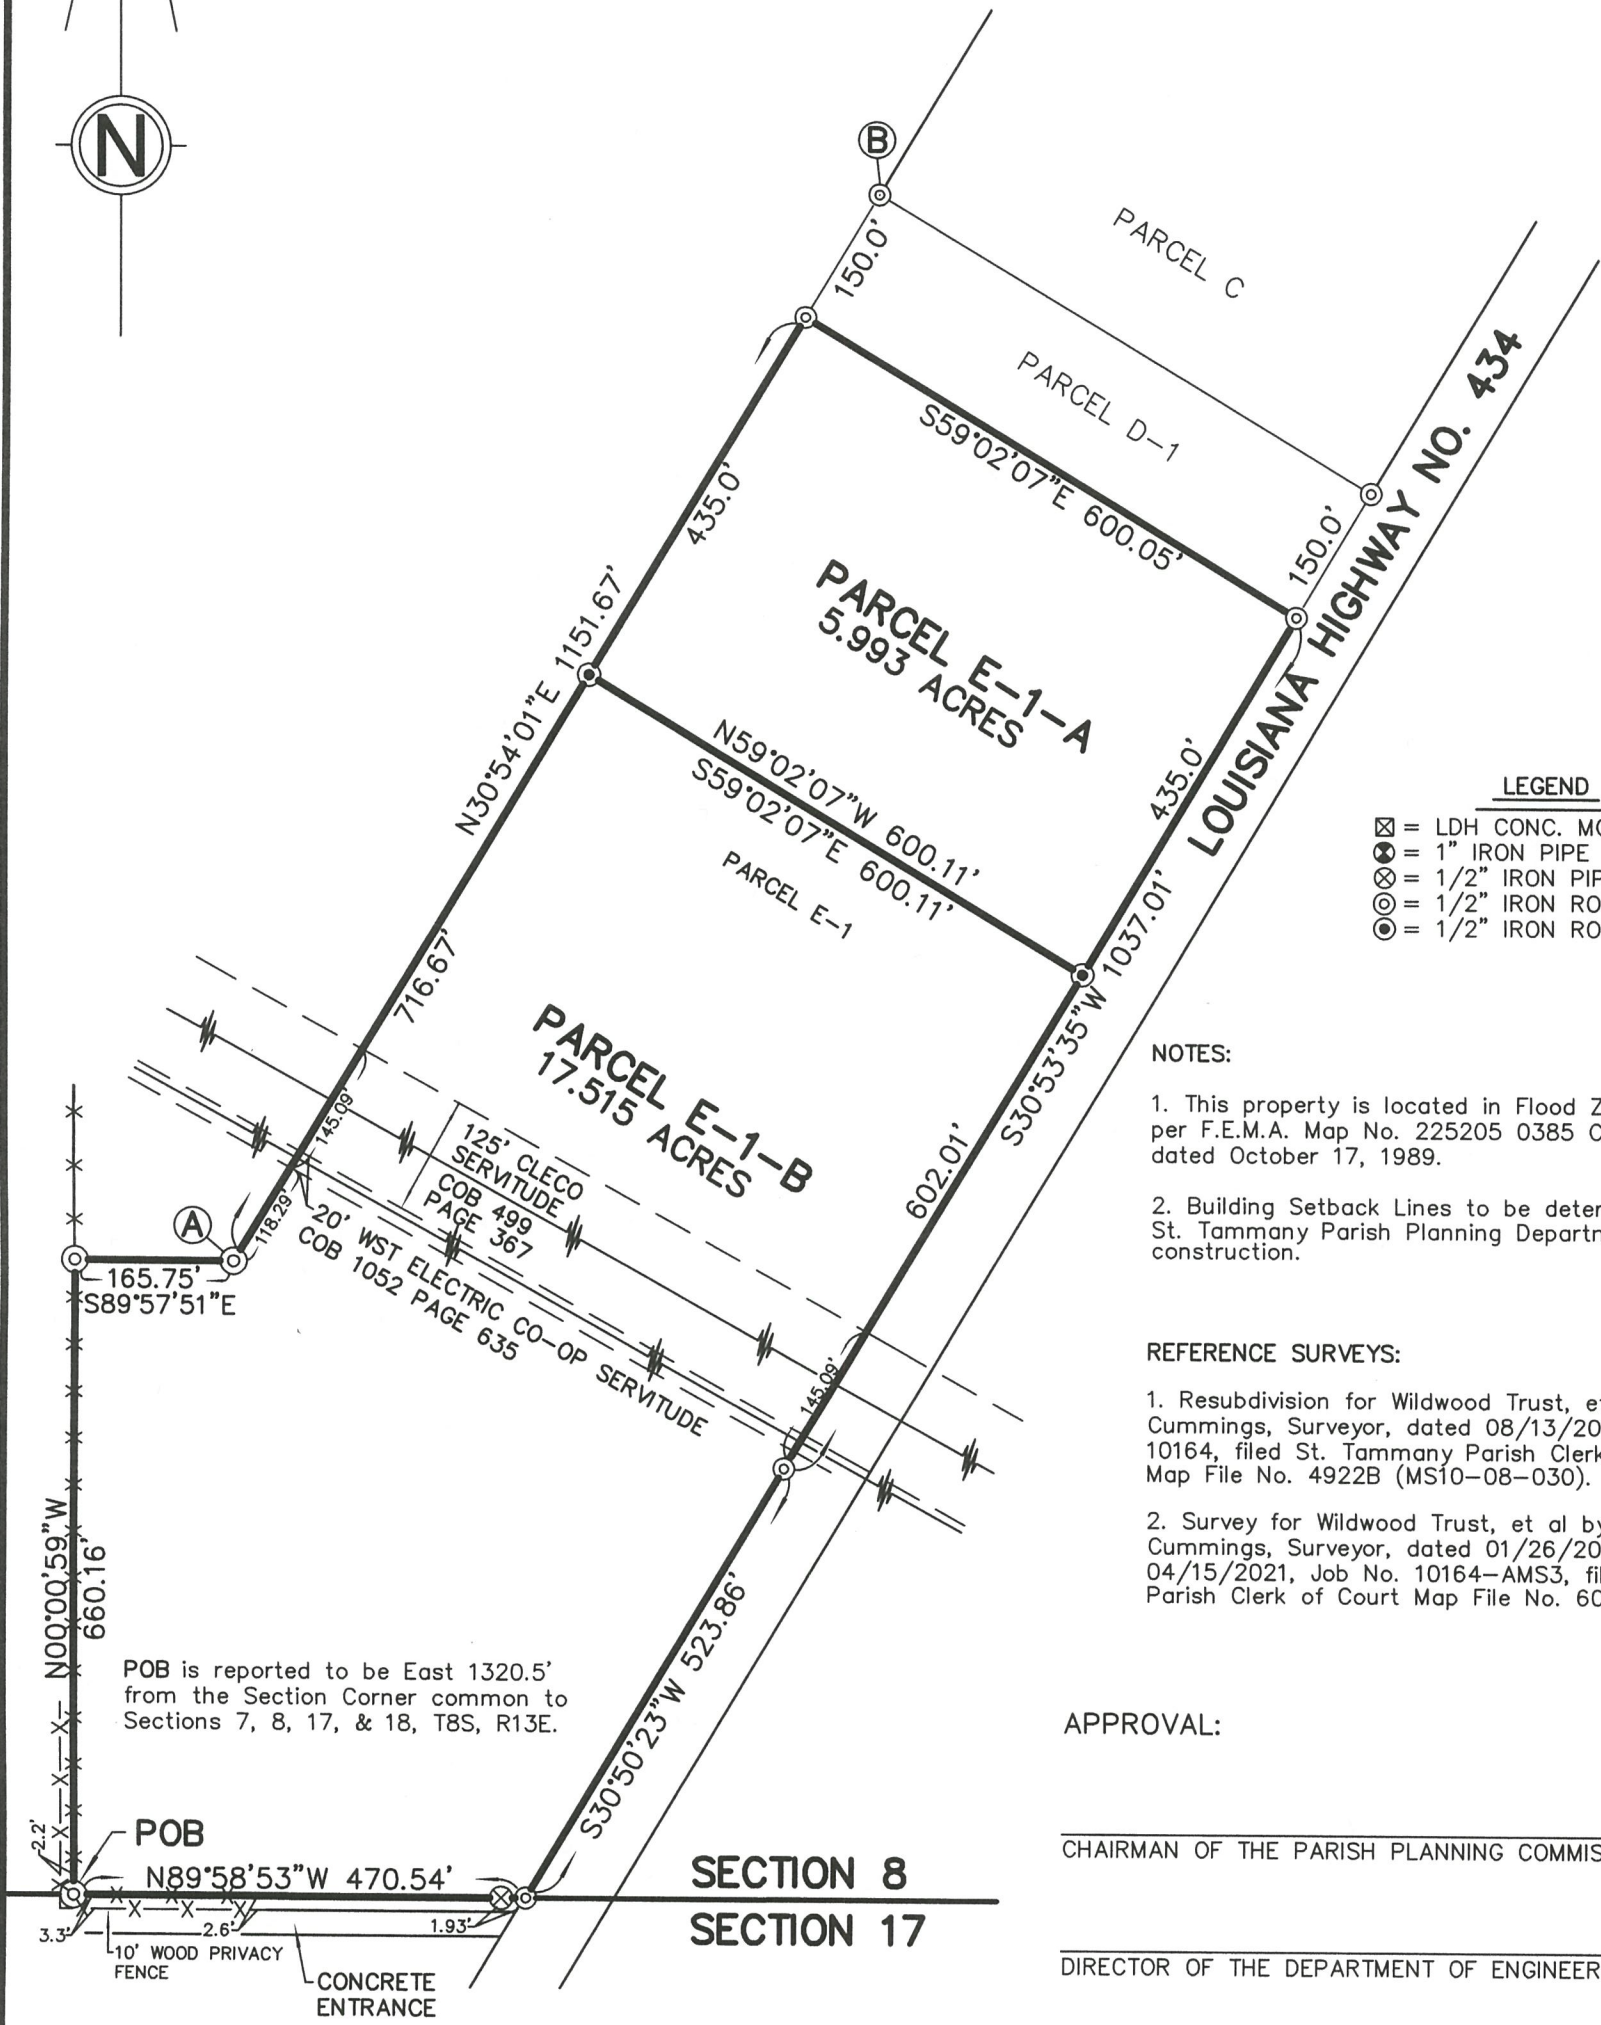 N
B
150.0'
PARCEL C
PARCEL D-1
S59°02'07"E 600.05'
150.0'
LOUISIANA HIGHWAY NO. 434
435.0'
N30°54'01"E 1151.67'
PARCEL E-1-A
5.993 ACRES
435.0'
S30°53'35"W 1037.01'
N59°02'07"W 600.11'
S59°02'07"E 600.11'
PARCEL E-1
LEGEND
= LDH CONC. MO
= 1" IRON PIPE
= 1/2" IRON PIP
= 1/2" IRON RO
= 1/2" IRON RO
716.67'
PARCEL E-1-B
17.515 ACRES
602.01'
145.09'
118.29'
125' CLECO
SERVITUDE
COB 499
PAGE 367
20' WST ELECTRIC CO-OP SERVITUDE
COB 1052 PAGE 635
145.09'
A
165.75'
S89°57'51"E
NOTES:
1. This property is located in Flood Z
per F.E.M.A. Map No. 225205 0385 C
dated October 17, 1989.
2. Building Setback Lines to be deter
St. Tammany Parish Planning Departm
construction.
REFERENCE SURVEYS:
1. Resubdivision for Wildwood Trust, et
Cummings, Surveyor, dated 08/13/20
10164, filed St. Tammany Parish Clerk
Map File No. 4922B (MS10-08-030).
2. Survey for Wildwood Trust, et al by
Cummings, Surveyor, dated 01/26/20
04/15/2021, Job No. 10164-AMS3, fil
Parish Clerk of Court Map File No. 60
N00°00'59"W
660.16'
S30°50'23"W 523.86'
POB is reported to be East 1320.5'
from the Section Corner common to
Sections 7, 8, 17, & 18, T8S, R13E.
APPROVAL:
2.2'
POB
N89°58'53"W 470.54'
SECTION 8
SECTION 17
3.3'
2.6'
1.93'
10' WOOD PRIVACY
FENCE
CONCRETE
ENTRANCE
CHAIRMAN OF THE PARISH PLANNING COMMIS
DIRECTOR OF THE DEPARTMENT OF ENGINEER